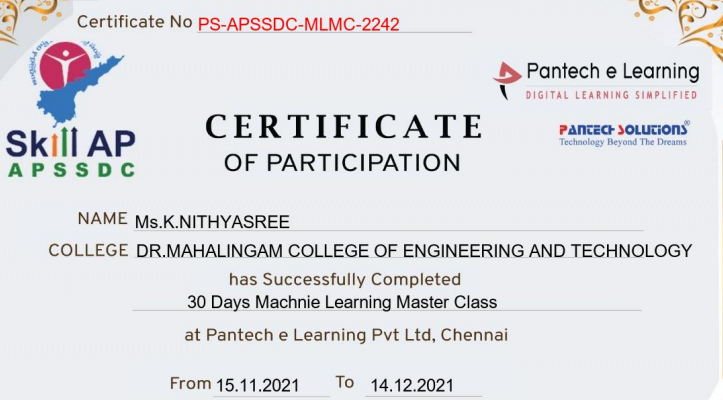 Certificate No PS-APSSDC-MLMC-2242
Skill AP
APSSDC
Pantech e Learning
DIGITAL LEARNING SIMPLIFIED
PANTECH SOLUTIONS®
Technology Beyond The Dreams
CERTIFICATE
OF PARTICIPATION
NAME Ms.K.NITHYASREE
COLLEGE DR.MAHALINGAM COLLEGE OF ENGINEERING AND TECHNOLOGY
has Successfully Completed
30 Days Machnie Learning Master Class
at Pantech e Learning Pvt Ltd, Chennai
From 15.11.2021 To 14.12.2021